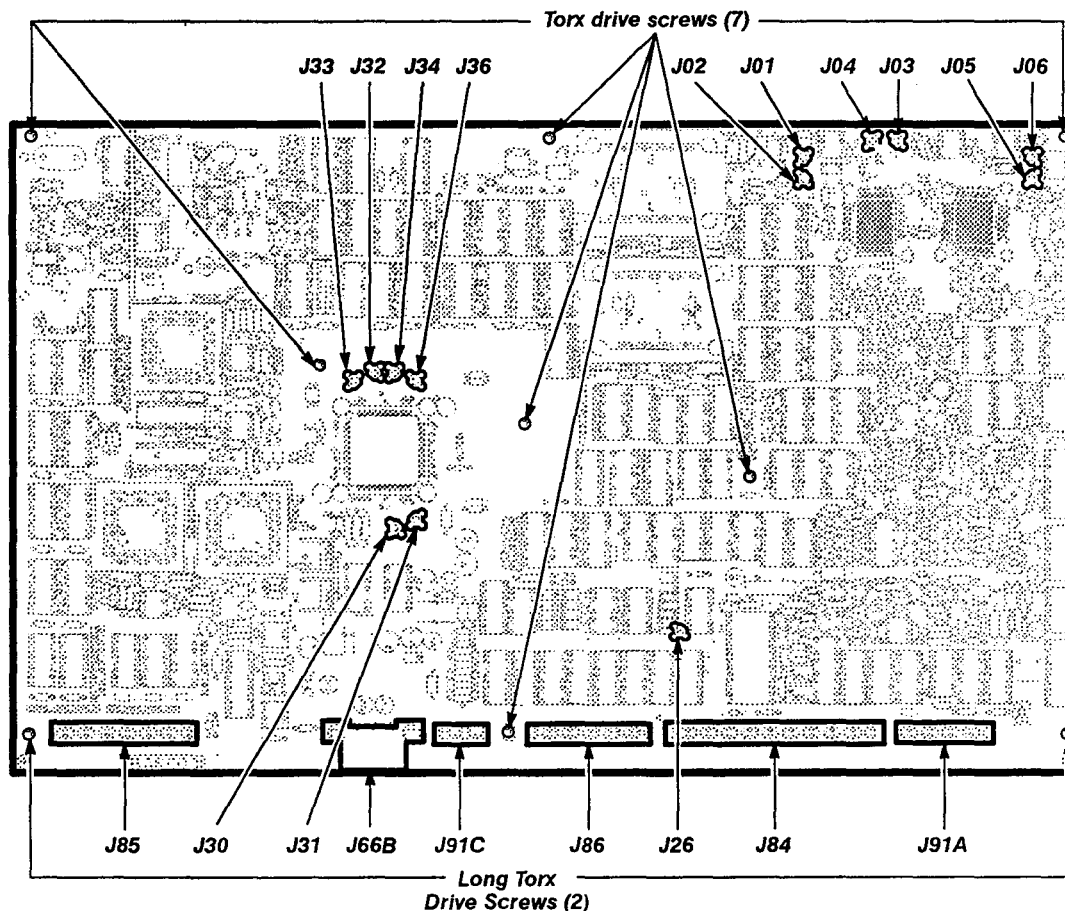 Torx drive screws (7)
J33 J32 J34 J36 J02 J01 J04 J03 J05 J06
J85 J30 J31 J66B J91C J86 J26 J84 J91A
Long Torx
Drive Screws (2)